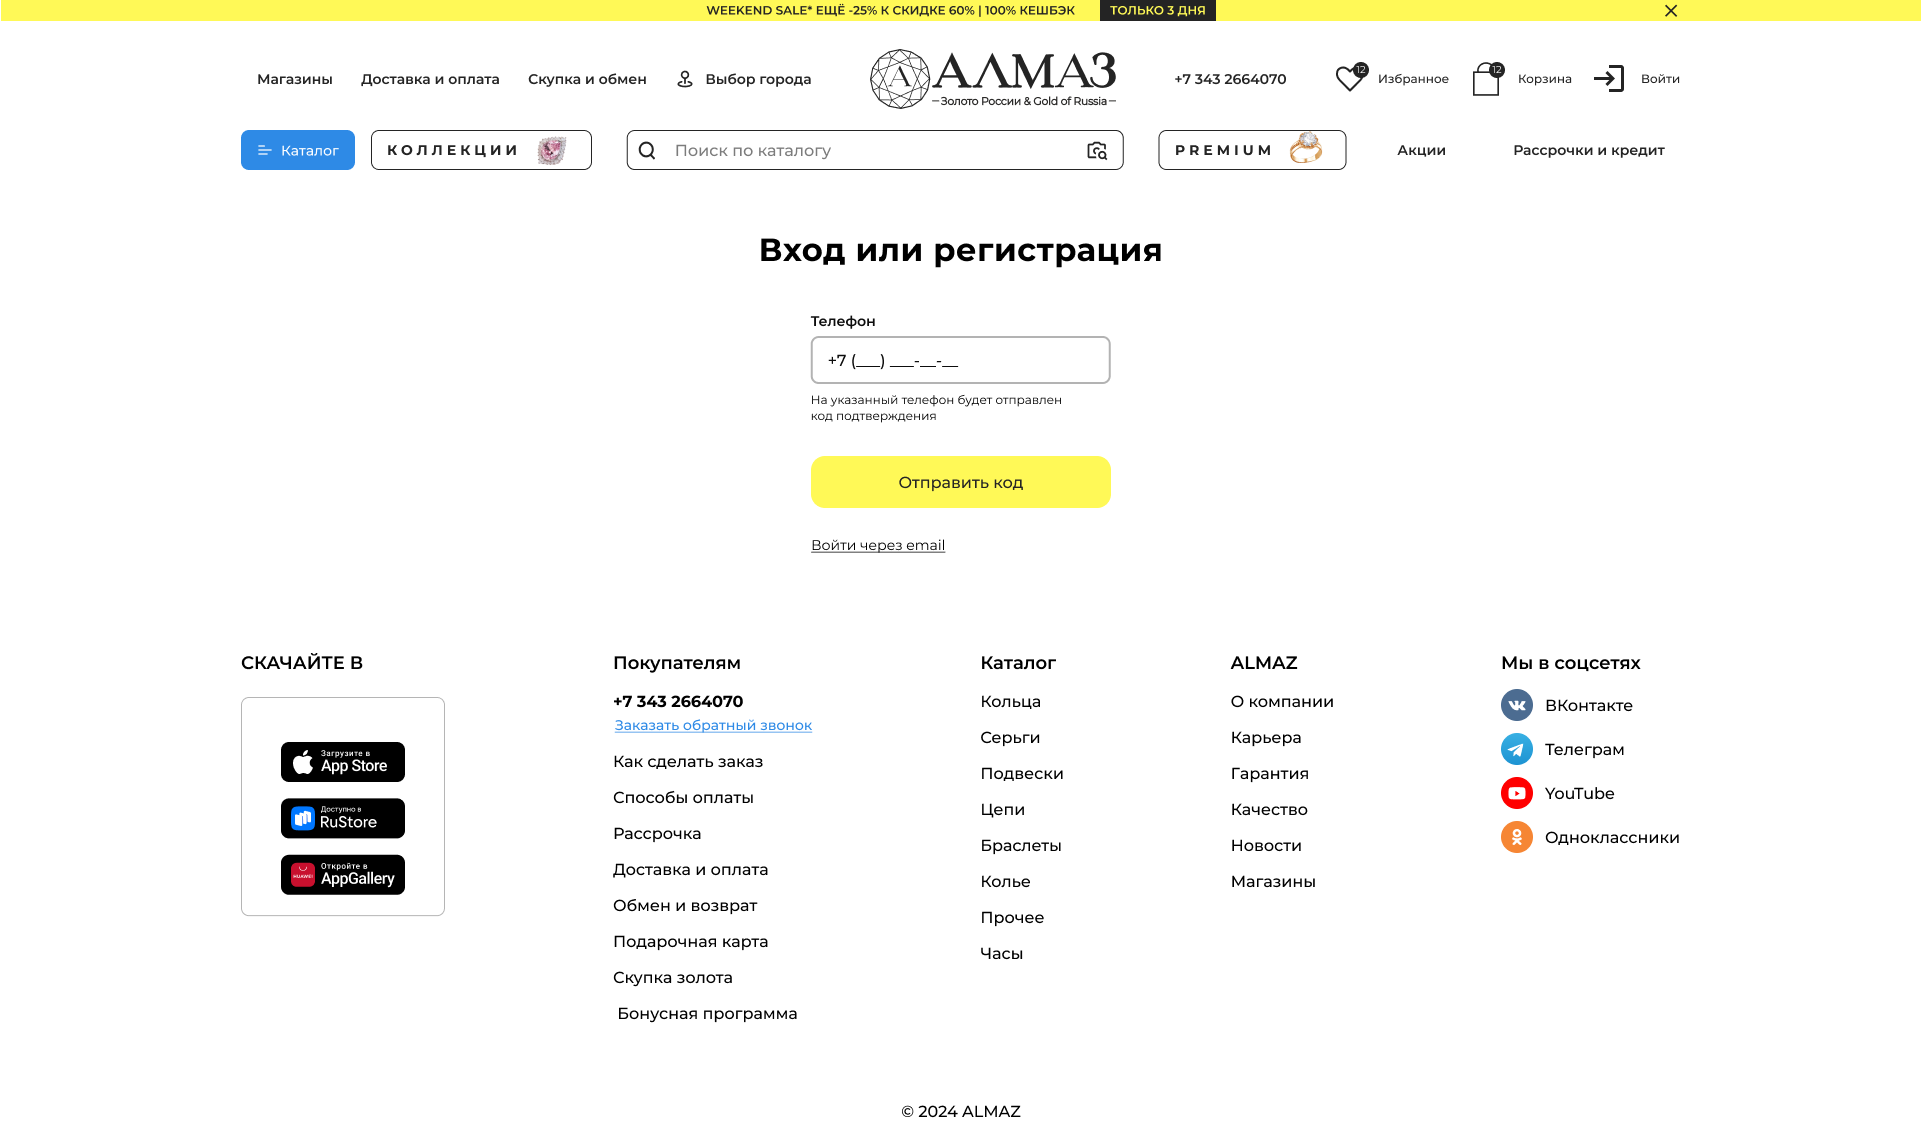 WEEKEND SALE* ЕЩЁ -25% К СКИДКЕ 60% | 100% КЕШБЭК ТОЛЬКО 3 ДНЯ
Магазины Доставка и оплата Скупка и обмен Выбор города
АЛМАЗ
Золото России & Gold of Russia
+7 343 2664070
12 Избранное 12 Корзина Войти
Каталог КОЛЛЕКЦИИ Поиск по каталогу PREMIUM Акции Рассрочки и кредит
Вход или регистрация
Телефон
+7 (___) ___-__-__
На указанный телефон будет отправлен
код подтверждения
Отправить код
Войти через email
СКАЧАЙТЕ В
Загрузите в
App Store
Доступно в
RuStore
HUAWEI
Откройте в
AppGallery
Покупателям
+7 343 2664070
Заказать обратный звонок
Как сделать заказ
Способы оплаты
Рассрочка
Доставка и оплата
Обмен и возврат
Подарочная карта
Скупка золота
Бонусная программа
Каталог
Кольца
Серьги
Подвески
Цепи
Браслеты
Колье
Прочее
Часы
ALMAZ
О компании
Карьера
Гарантия
Качество
Новости
Магазины
Мы в соцсетях
ВКонтакте
Телеграм
YouTube
Одноклассники
© 2024 ALMAZ